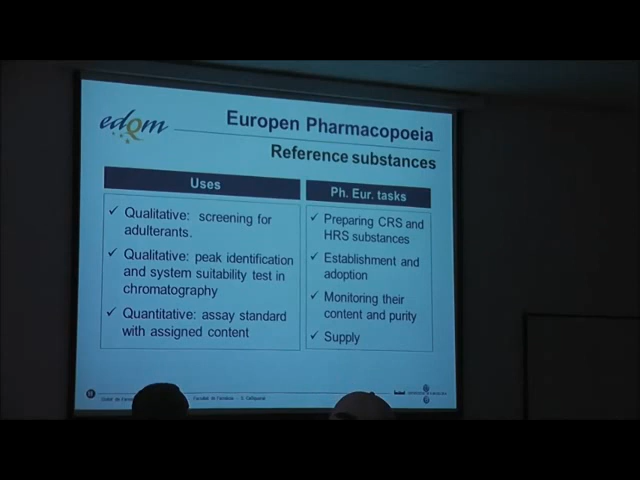 edQm
Europen Pharmacopoeia
Reference substances
Uses
✓ Qualitative: screening for
adulterants.
✓ Qualitative: peak identification
and system suitability test in
chromatography
✓ Quantitative: assay standard
with assigned content
Ph. Eur. tasks
✓ Preparing CRS and
HRS substances
✓ Establishment and
adoption
✓ Monitoring their
content and purity
✓ Supply